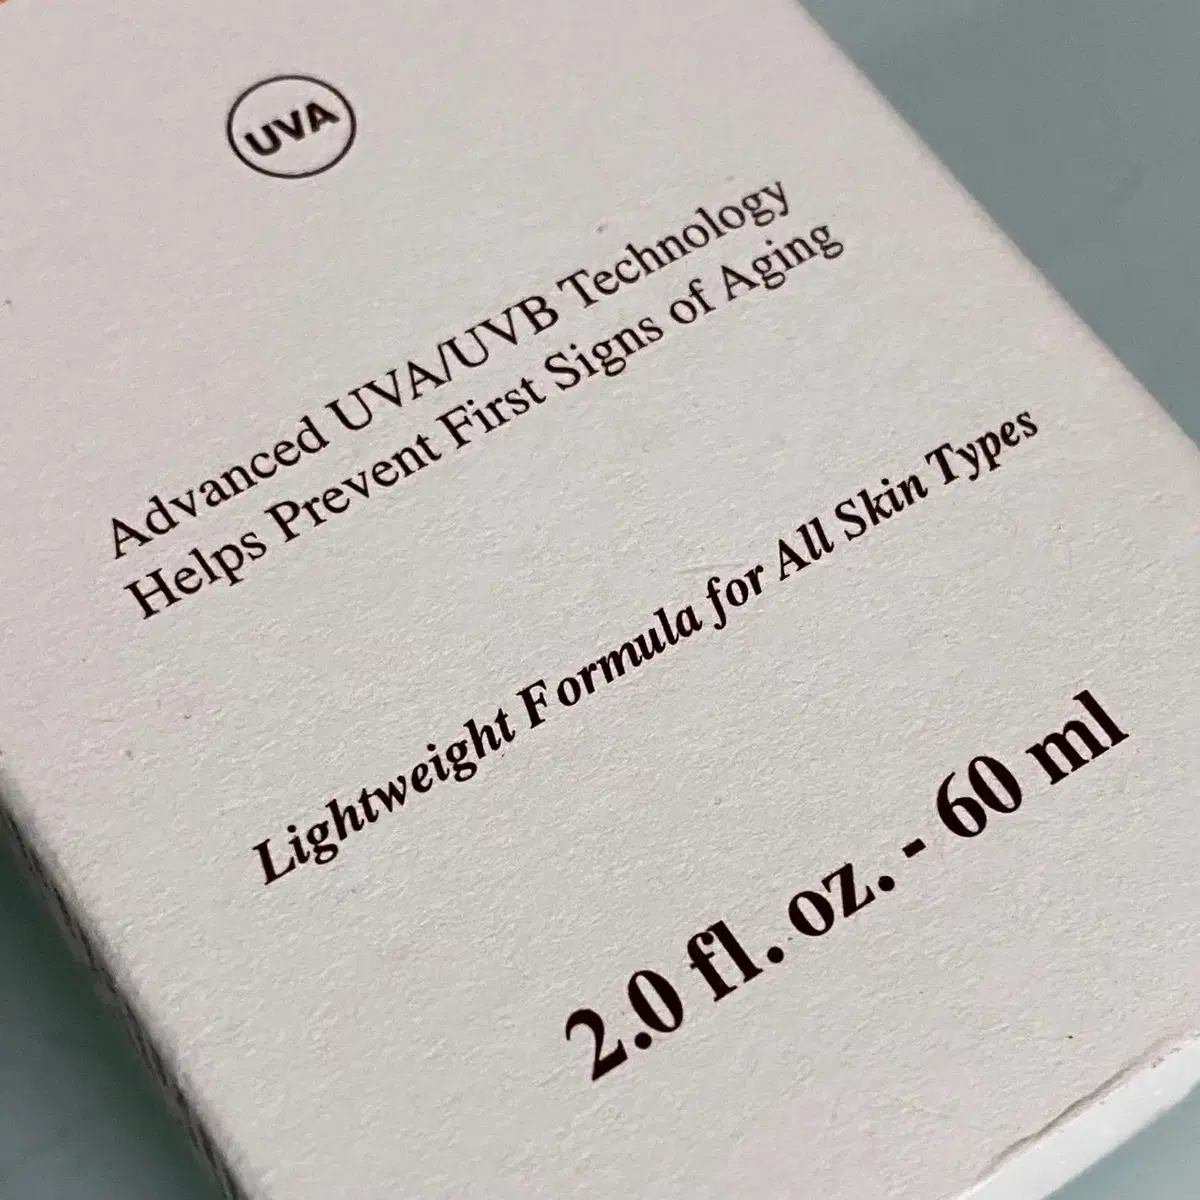 UVA
Advanced UVA/UVB Technology
Helps Prevent First Signs of Aging
Lightweight Formula for All Skin Types
2.0 fl. oz. - 60 ml